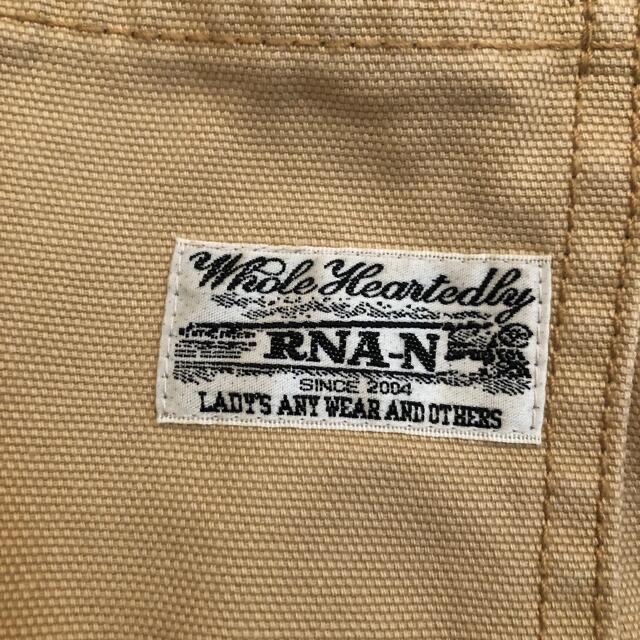 Whole Heartedly
RNA-N
SINCE 2004
LADY'S ANY WEAR AND OTHERS